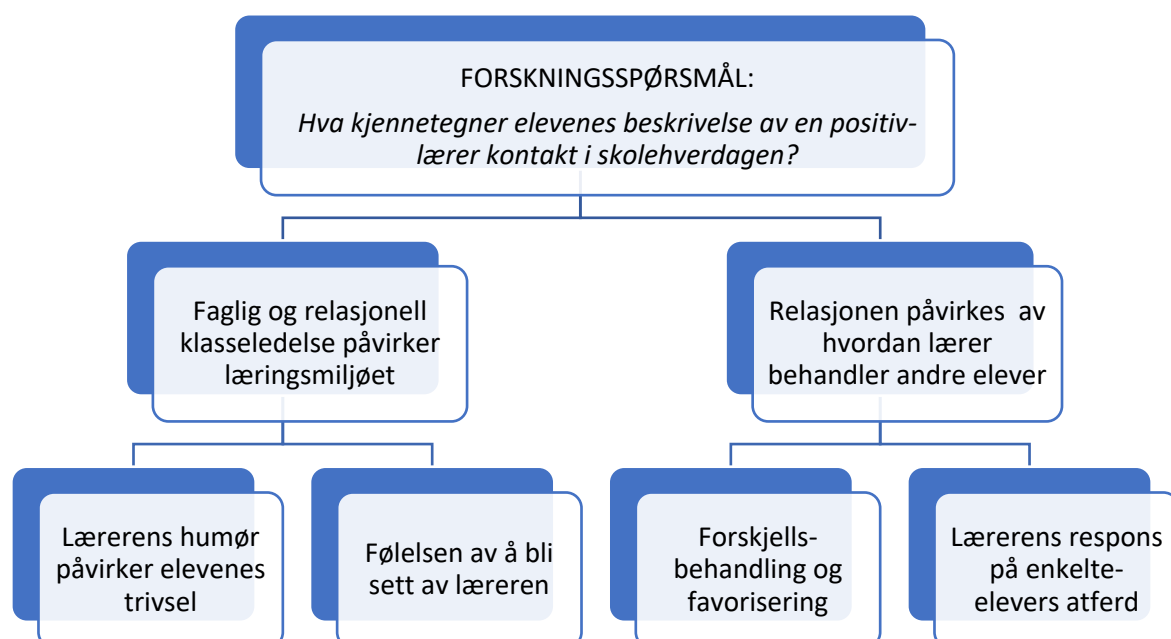 FORSKNINGSSPØRSMÅL:
Hva kjennetegner elevenes beskrivelse av en positiv-
lærer kontakt i skolehverdagen?
Faglig og relasjonell
klasseledelse påvirker
læringsmiljøet
Relasjonen påvirkes  av
hvordan lærer
behandler andre elever
Lærerens humør
påvirker elevenes
trivsel
Følelsen av å bli
sett av læreren
Forskjells-
behandling og
favorisering
Lærerens respons
på enkelte-
elevers atferd